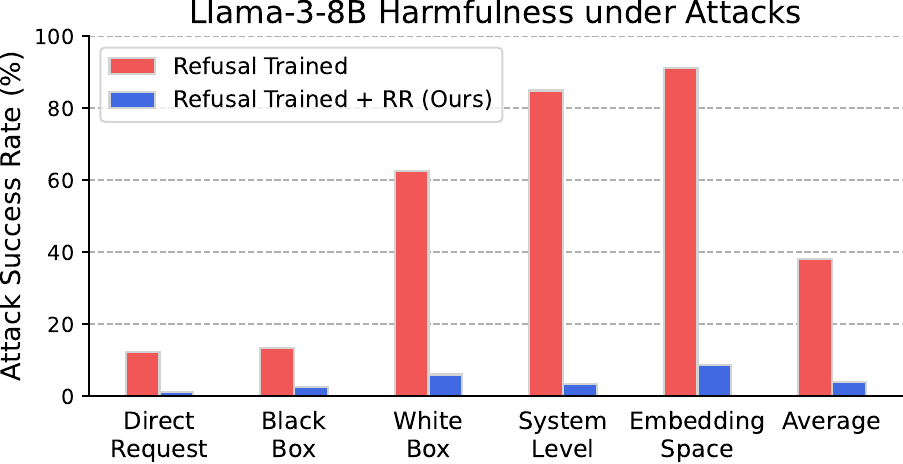 Llama-3-8B Harmfulness under Attacks
Attack Success Rate (%)
100
80
60
40
20
0
Refusal Trained
Refusal Trained + RR (Ours)
Direct
Request
Black
Box
White
Box
System
Level
Embedding
Space
Average